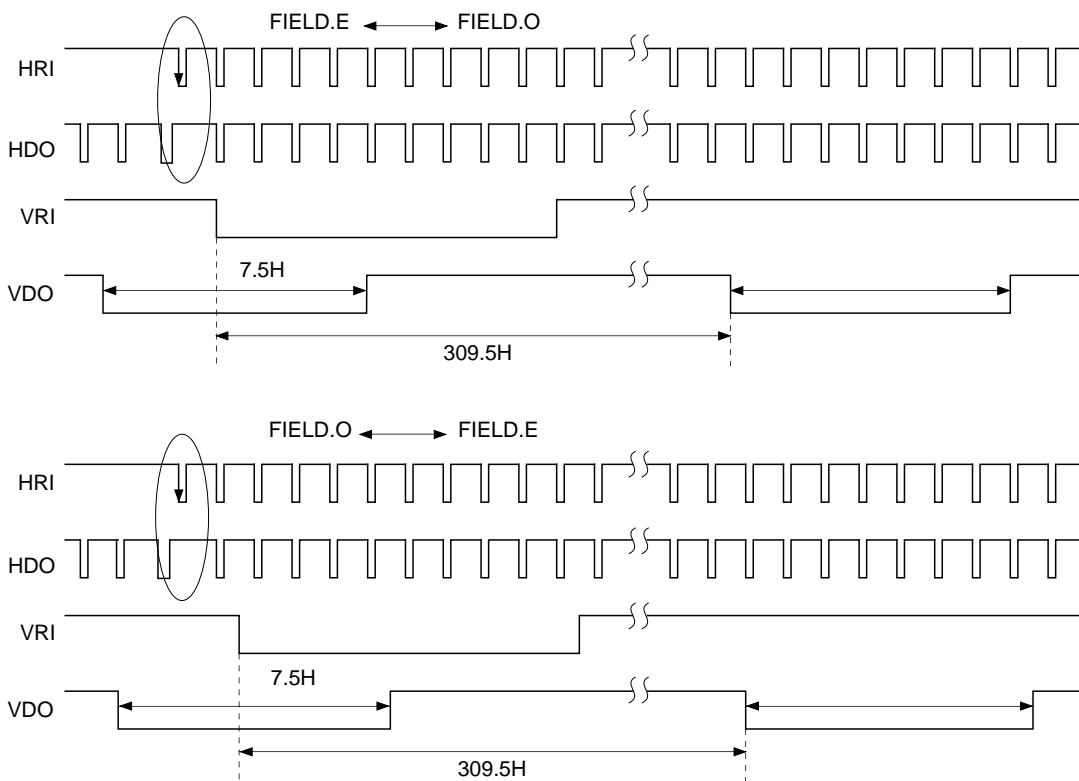 FIELD.E FIELD.O
HRI
HDO
VRI
7.5H
VDO
309.5H
FIELD.O FIELD.E
HRI
HDO
VRI
7.5H
VDO
309.5H